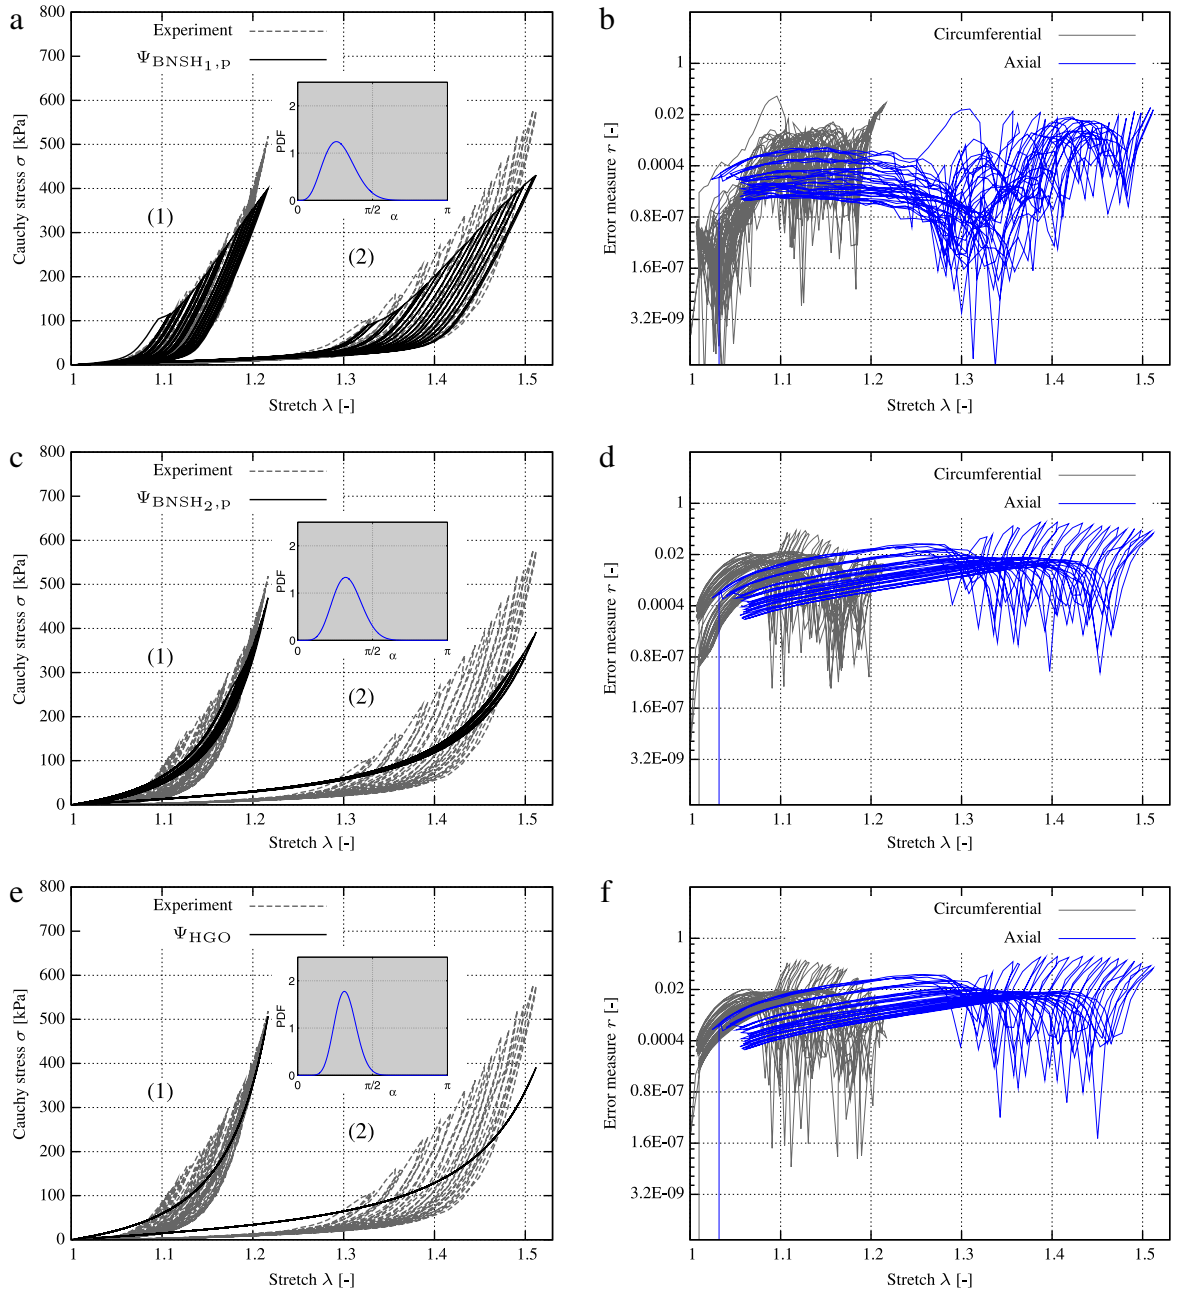 a
800
700
600
500
400
300
200
100
0
Cauchy stress σ [kPa]
Experiment
Ψ_BNSH₁,p
(1)
(2)
2
1
0
PDF
0 π/2 α π
1 1.1 1.2 1.3 1.4 1.5
Stretch λ [-]
b
1
0.02
0.0004
0.8E-07
1.6E-07
3.2E-09
Error measure r [-]
Circumferential
Axial
1 1.1 1.2 1.3 1.4 1.5
Stretch λ [-]
c
800
700
600
500
400
300
200
100
0
Cauchy stress σ [kPa]
Experiment
Ψ_BNSH₂,p
(1)
(2)
2
1
0
PDF
0 π/2 α π
1 1.1 1.2 1.3 1.4 1.5
Stretch λ [-]
d
1
0.02
0.0004
0.8E-07
1.6E-07
3.2E-09
Error measure r [-]
Circumferential
Axial
1 1.1 1.2 1.3 1.4 1.5
Stretch λ [-]
e
800
700
600
500
400
300
200
100
0
Cauchy stress σ [kPa]
Experiment
Ψ_HGO
(1)
(2)
2
1
0
PDF
0 π/2 α π
1 1.1 1.2 1.3 1.4 1.5
Stretch λ [-]
f
1
0.02
0.0004
0.8E-07
1.6E-07
3.2E-09
Error measure r [-]
Circumferential
Axial
1 1.1 1.2 1.3 1.4 1.5
Stretch λ [-]